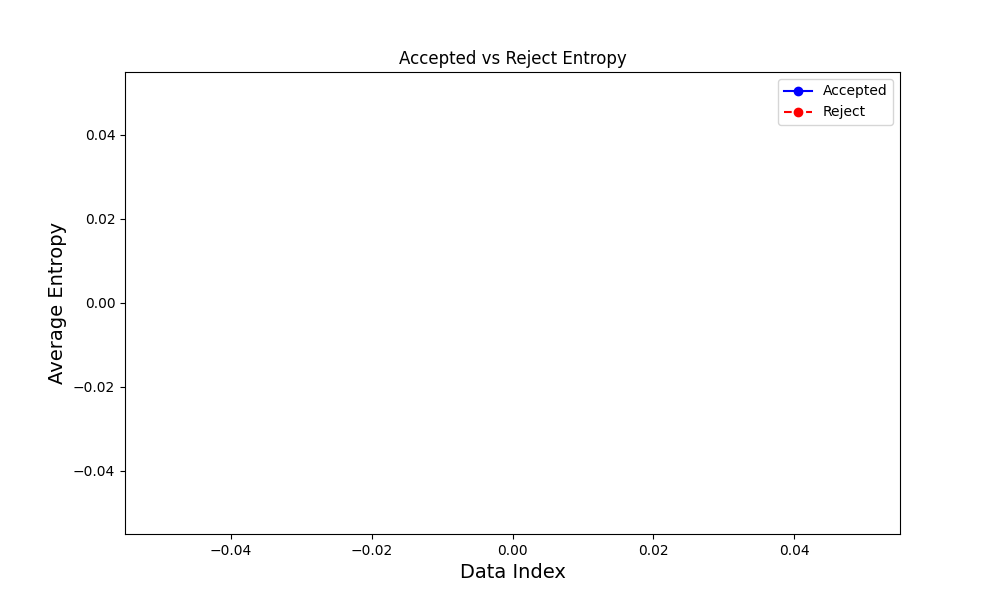 Accepted vs Reject Entropy
Accepted
Reject
0.04
0.02
0.00
−0.02
−0.04
Average Entropy
−0.04
−0.02
0.00
0.02
0.04
Data Index